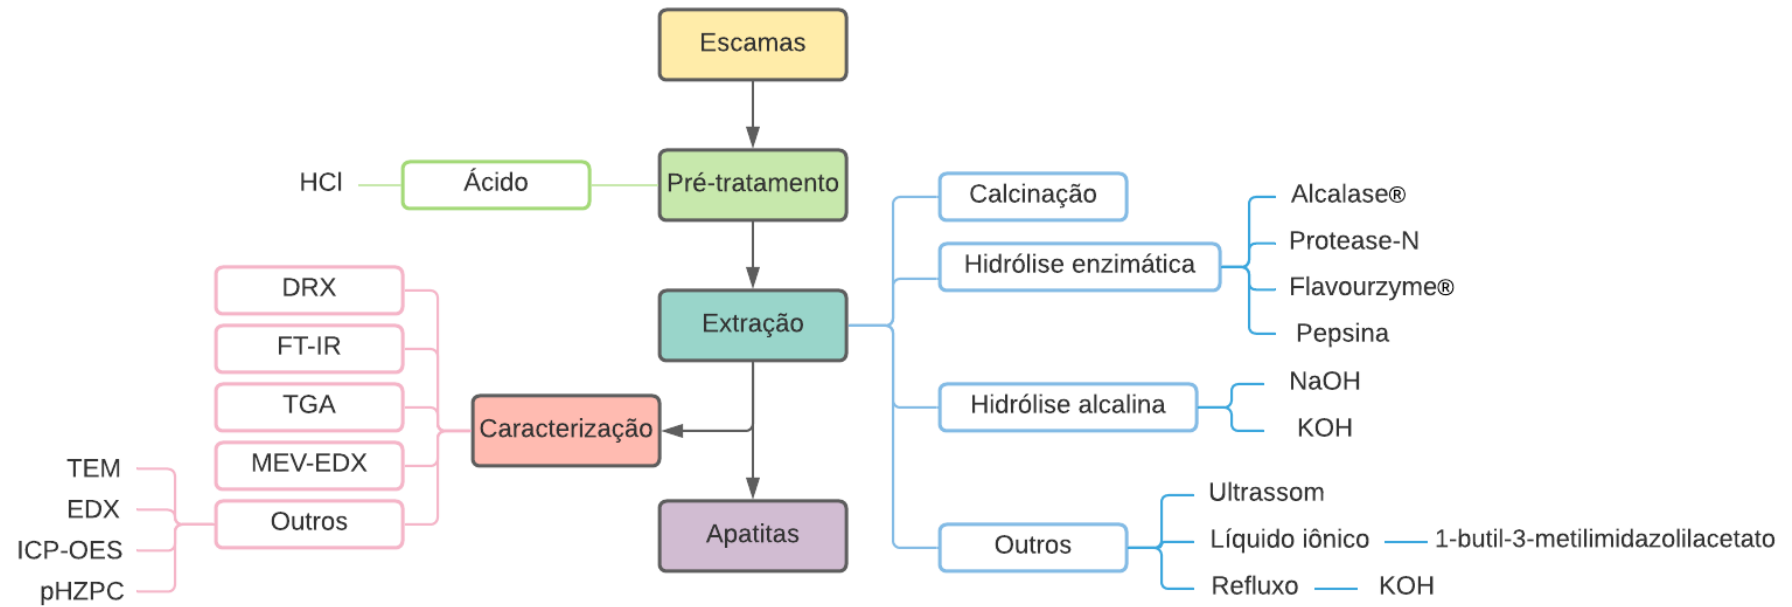 Escamas
Pré-tratamento
Ácido
HCl
Extração
Calcinação
Hidrólise enzimática
Alcalase®
Protease-N
Flavourzyme®
Pepsina
Hidrólise alcalina
NaOH
KOH
Outros
Ultrassom
Líquido iônico
1-butil-3-metilimidazolilacetato
Refluxo
KOH
Caracterização
DRX
FT-IR
TGA
MEV-EDX
Outros
TEM
EDX
ICP-OES
pHZPC
Apatitas